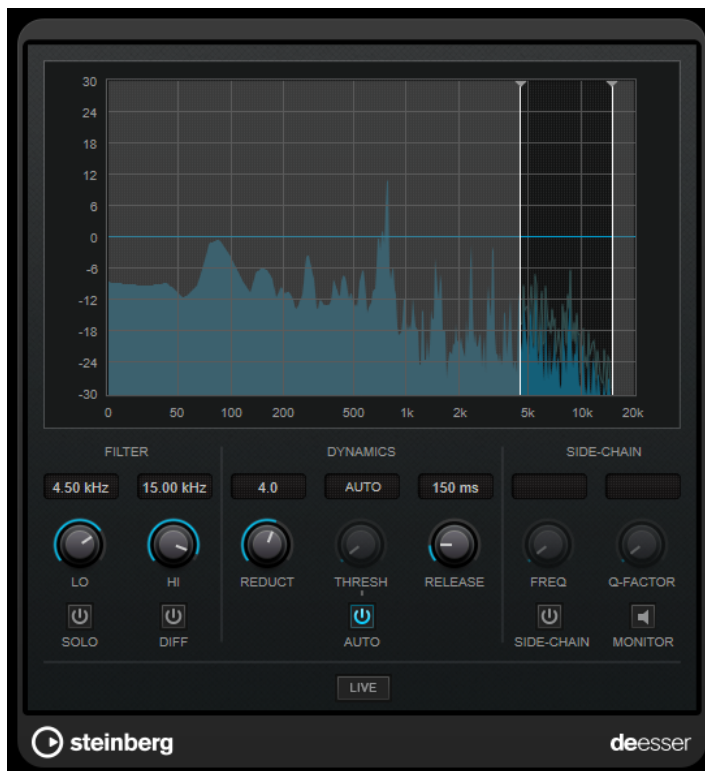 30
24
18
12
6
0
-6
-12
-18
-24
-30
0 50 100 200 500 1k 2k 5k 10k 20k
FILTER DYNAMICS SIDE-CHAIN
4.50 kHz 15.00 kHz 4.0 AUTO 150 ms
LO HI REDUCT THRESH RELEASE FREQ Q-FACTOR
SOLO DIFF AUTO SIDE-CHAIN MONITOR
LIVE
steinberg deesser